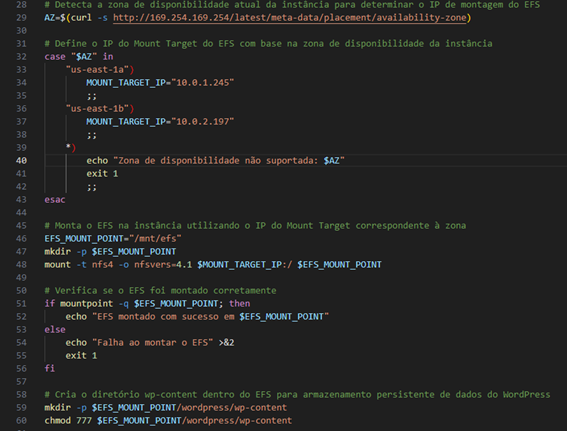 28 # Detecta a zona de disponibilidade atual da instância para determinar o IP de montagem do EFS
29 AZ=$(curl -s http://169.254.169.254/latest/meta-data/placement/availability-zone)
30
31 # Define o IP do Mount Target do EFS com base na zona de disponibilidade da instância
32 case "$AZ" in
33     "us-east-1a")
34         MOUNT_TARGET_IP="10.0.1.245"
35         ;;
36     "us-east-1b")
37         MOUNT_TARGET_IP="10.0.2.197"
38         ;;
39     *)
40         echo "Zona de disponibilidade não suportada: $AZ"
41         exit 1
42         ;;
43 esac
44
45 # Monta o EFS na instância utilizando o IP do Mount Target correspondente à zona
46 EFS_MOUNT_POINT="/mnt/efs"
47 mkdir -p $EFS_MOUNT_POINT
48 mount -t nfs4 -o nfsvers=4.1 $MOUNT_TARGET_IP:/ $EFS_MOUNT_POINT
49
50 # Verifica se o EFS foi montado corretamente
51 if mountpoint -q $EFS_MOUNT_POINT; then
52     echo "EFS montado com sucesso em $EFS_MOUNT_POINT"
53 else
54     echo "Falha ao montar o EFS" >&2
55     exit 1
56 fi
57
58 # Cria o diretório wp-content dentro do EFS para armazenamento persistente de dados do WordPress
59 mkdir -p $EFS_MOUNT_POINT/wordpress/wp-content
60 chmod 777 $EFS_MOUNT_POINT/wordpress/wp-content